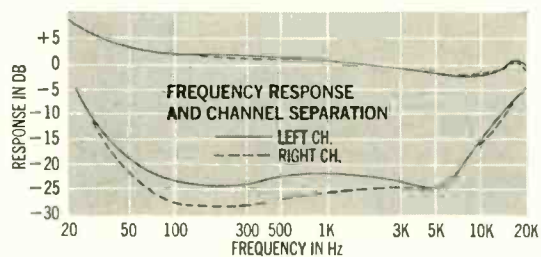 +5
0
-5
-10
-15
-20
-25
-30
RESPONSE IN DB
FREQUENCY RESPONSE
AND CHANNEL SEPARATION
LEFT CH.
RIGHT CH.
20 50 100 300 500 1K 3K 5K 10K 20K
FREQUENCY IN Hz